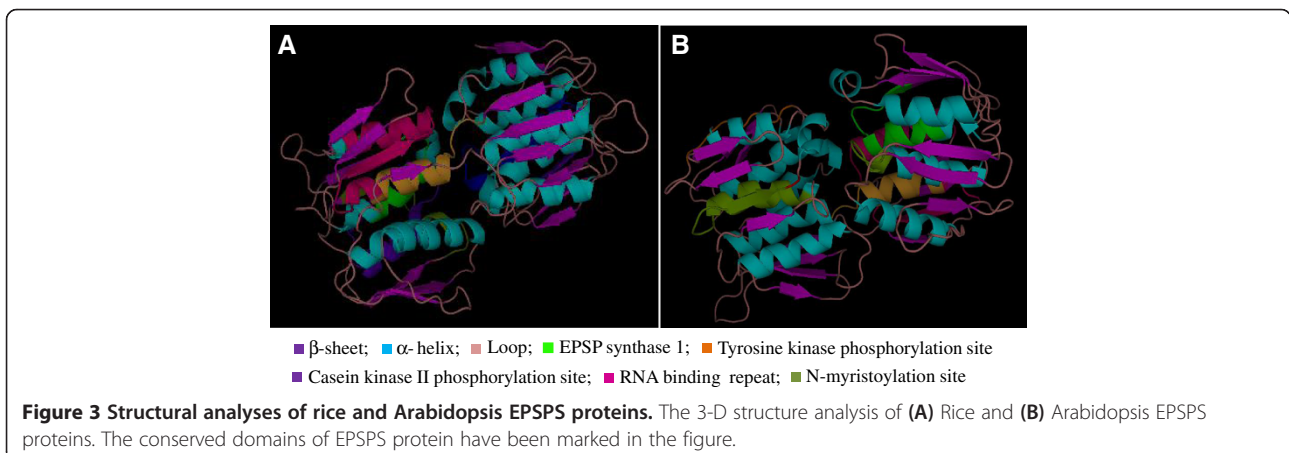 A
B
β-sheet; α- helix; Loop; EPSP synthase 1; Tyrosine kinase phosphorylation site
Casein kinase II phosphorylation site; RNA binding repeat; N-myristoylation site
Figure 3 Structural analyses of rice and Arabidopsis EPSPS proteins. The 3-D structure analysis of (A) Rice and (B) Arabidopsis EPSPS
proteins. The conserved domains of EPSPS protein have been marked in the figure.